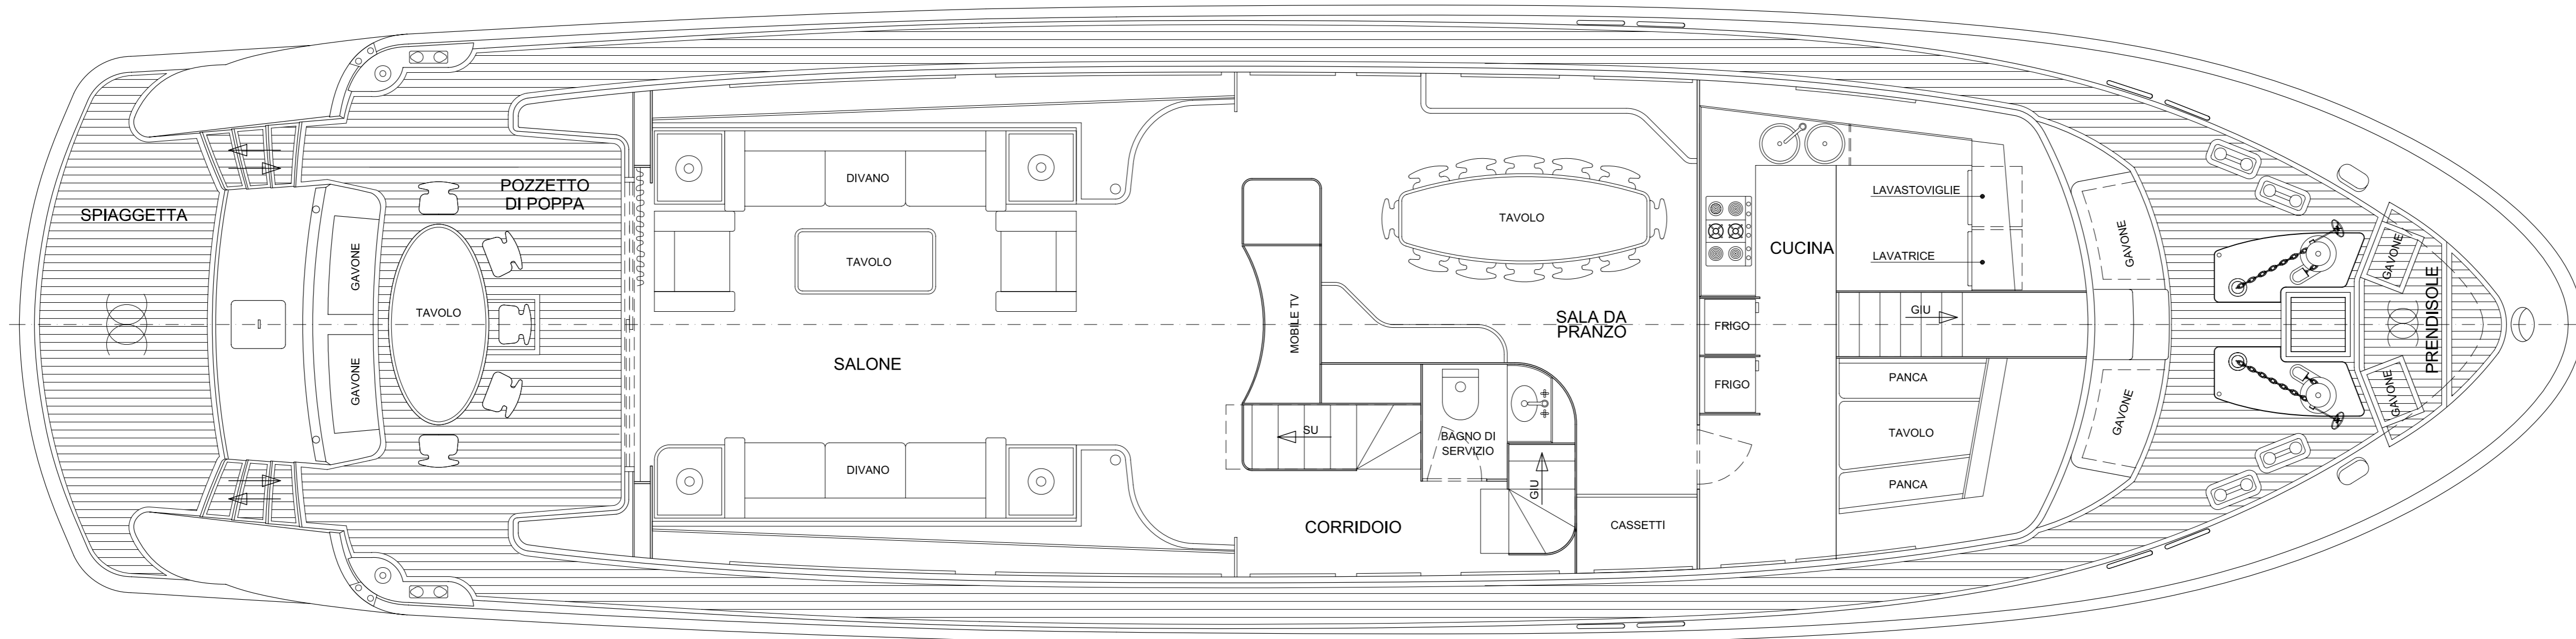 SPIAGGETTA
GAVONE
GAVONE
TAVOLO
POZZETTO
DI POPPA
DIVANO
TAVOLO
SALONE
DIVANO
MOBILE TV
SU
CORRIDOIO
BAGNO DI
SERVIZIO
GIU
TAVOLO
SALA DA
PRANZO
CASSETTI
FRIGO
FRIGO
CUCINA
LAVASTOVIGLIE
LAVATRICE
GIU
PANCA
TAVOLO
PANCA
GAVONE
GAVONE
GAVONE
GAVONE
PRENDISOLE